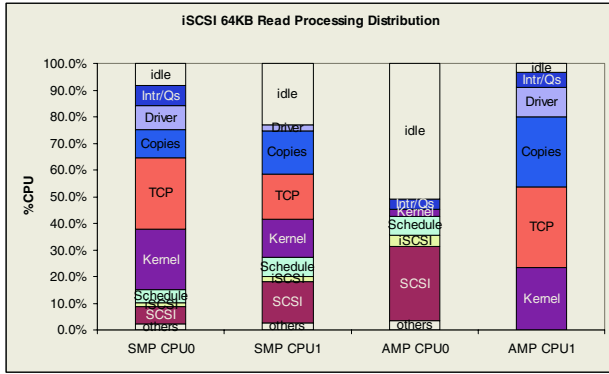 iSCSI 64KB Read Processing Distribution
%CPU
100.0%
90.0%
80.0%
70.0%
60.0%
50.0%
40.0%
30.0%
20.0%
10.0%
0.0%
idle
Intr/Qs
Driver
Copies
TCP
Kernel
Schedule
iSCSI
SCSI
others
idle
Driver
Copies
TCP
Kernel
Schedule
iSCSI
SCSI
others
idle
Intr/Qs
Kernel
Schedule
iSCSI
SCSI
others
idle
Intr/Qs
Driver
Copies
TCP
Kernel
SMP CPU0
SMP CPU1
AMP CPU0
AMP CPU1